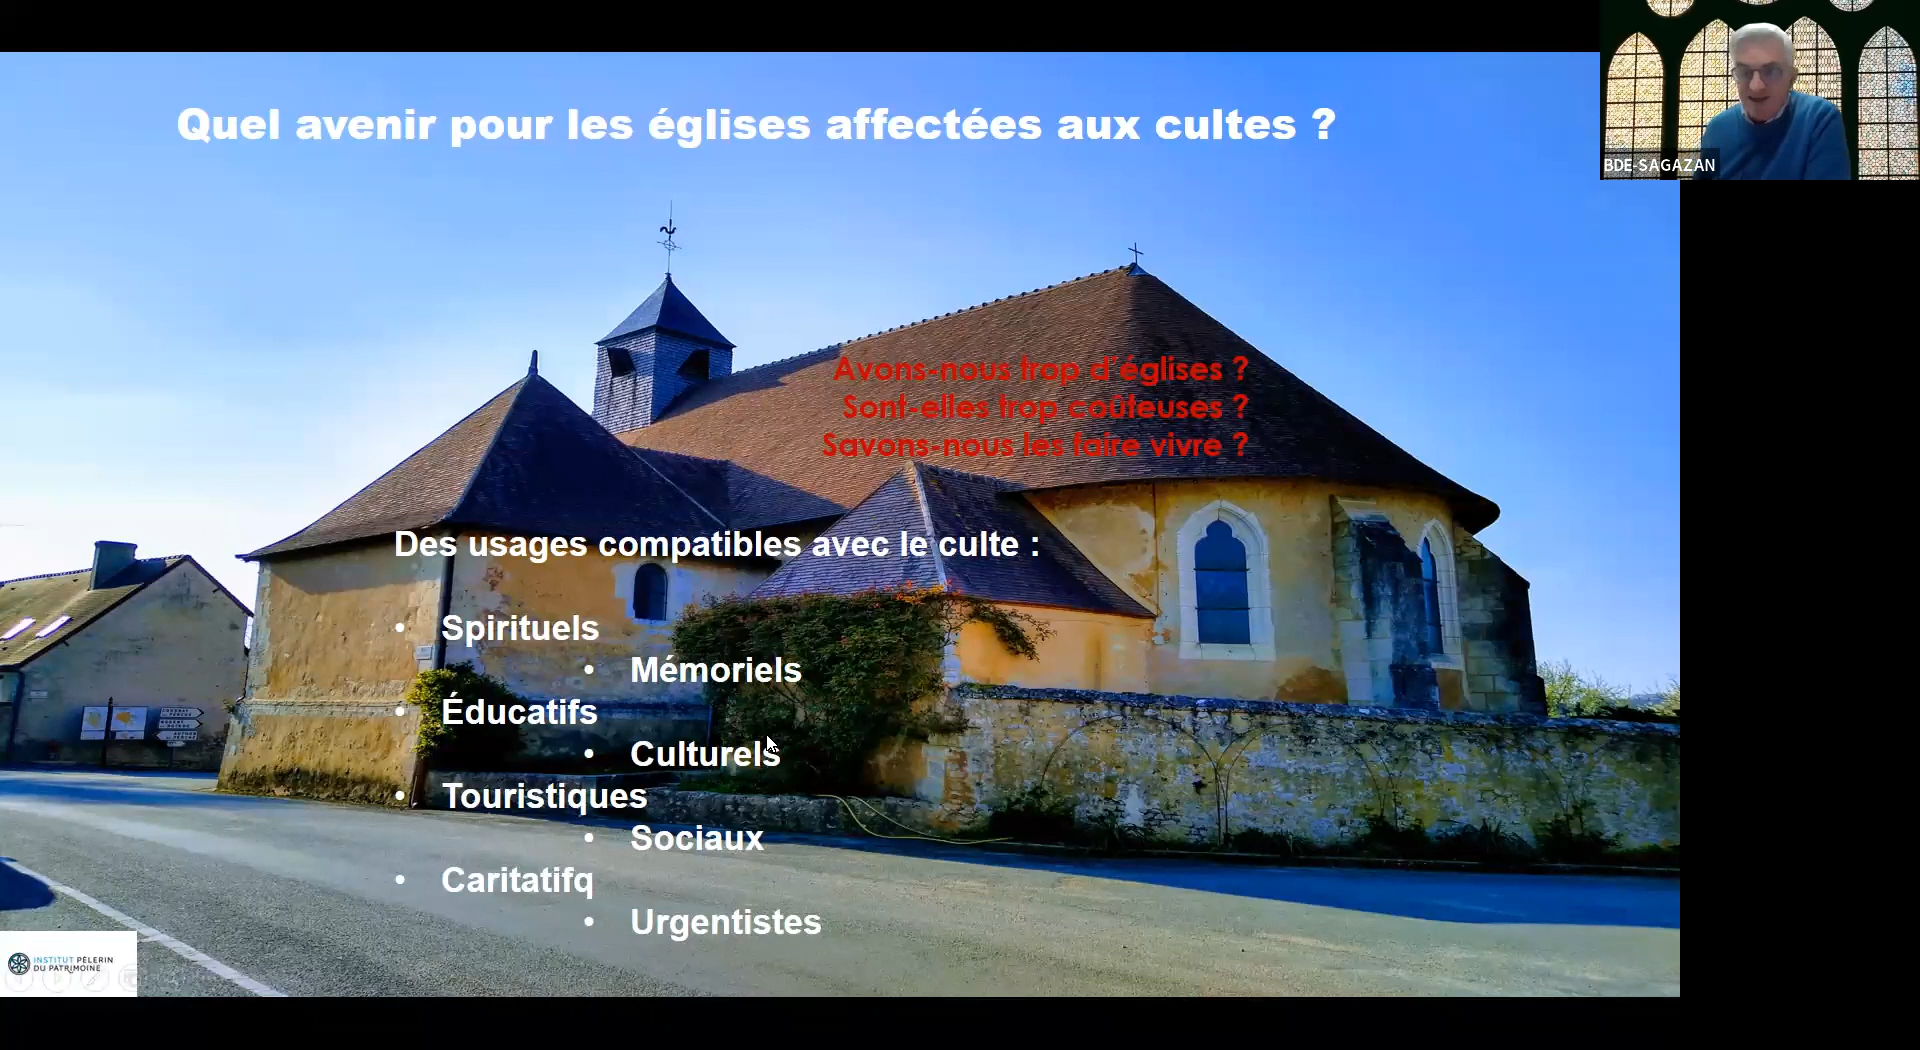 Quel avenir pour les églises affectées aux cultes ?
BDE-SAGAZAN
Avons-nous trop d'églises ?
Sont-elles trop coûteuses ?
Savons-nous les faire vivre ?
Des usages compatibles avec le culte :
• Spirituels
• Mémoriels
• Éducatifs
• Culturels
• Touristiques
• Sociaux
• Caritatifq
• Urgentistes
INSTITUT PÈLERIN
DU PATRIMOINE